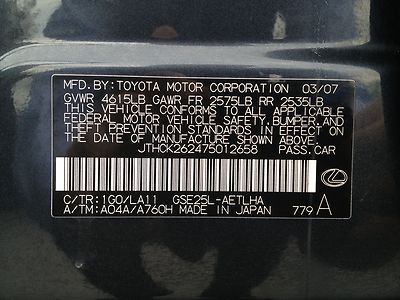 MFD. BY: TOYOTA MOTOR CORPORATION 03/07
GVWR 4615LB GAWR FR 2575LB RR 2535LB
THIS VEHICLE CONFORMS TO ALL APPLICABLE
FEDERAL MOTOR VEHICLE SAFETY,BUMPER,AND
THEFT PREVENTION STANDARDS IN EFFECT ON
THE DATE OF MANUFACTURE SHOWN ABOVE.
JTHCK262475012658 PASS.CAR
C/TR:1G0/LA11 GSE25L-AETLHA
A/TM:A04A/A760H MADE IN JAPAN 779 A